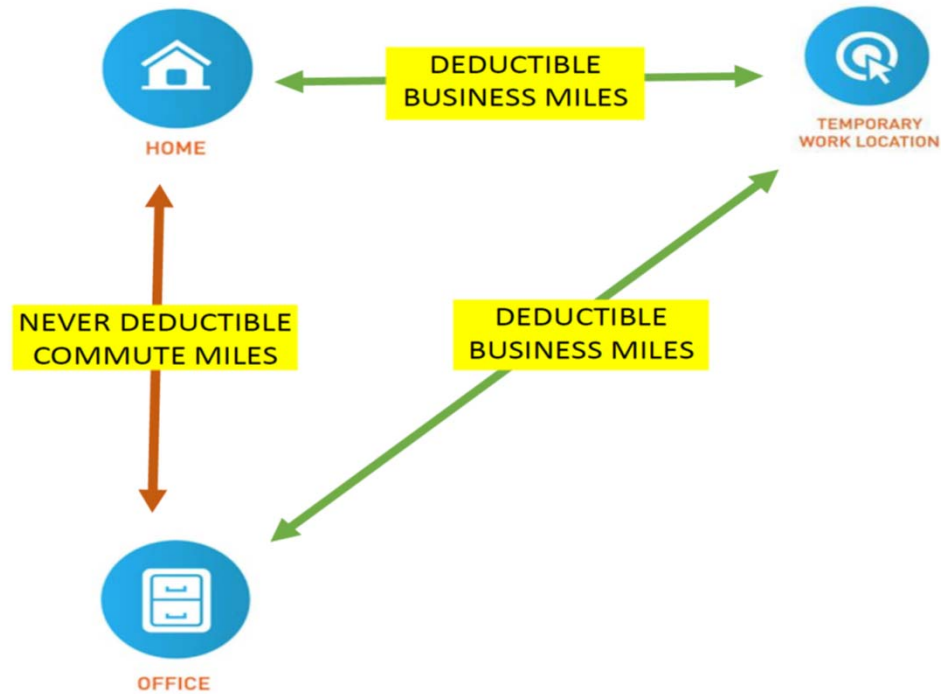 DEDUCTIBLE
BUSINESS MILES
HOME
TEMPORARY
WORK LOCATION
NEVER DEDUCTIBLE
COMMUTE MILES
DEDUCTIBLE
BUSINESS MILES
OFFICE